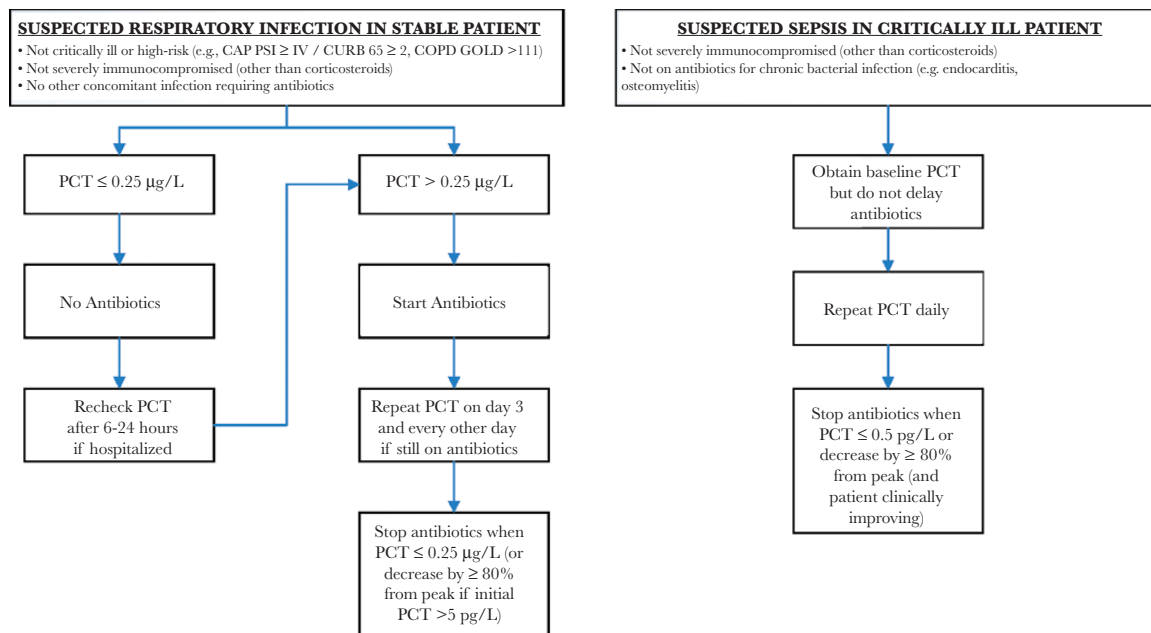 SUSPECTED RESPIRATORY INFECTION IN STABLE PATIENT
• Not critically ill or high-risk (e.g., CAP PSI ≥ IV / CURB 65 ≥ 2, COPD GOLD >111)
• Not severely immunocompromised (other than corticosteroids)
• No other concomitant infection requiring antibiotics
PCT ≤ 0.25 µg/L
No Antibiotics
Recheck PCT
after 6-24 hours
if hospitalized
PCT > 0.25 µg/L
Start Antibiotics
Repeat PCT on day 3
and every other day
if still on antibiotics
Stop antibiotics when
PCT ≤ 0.25 µg/L (or
decrease by ≥ 80%
from peak if initial
PCT >5 pg/L)
SUSPECTED SEPSIS IN CRITICALLY ILL PATIENT
• Not severely immunocompromised (other than corticosteroids)
• Not on antibiotics for chronic bacterial infection (e.g. endocarditis,
osteomyelitis)
Obtain baseline PCT
but do not delay
antibiotics
Repeat PCT daily
Stop antibiotics when
PCT ≤ 0.5 pg/L or
decrease by ≥ 80%
from peak (and
patient clinically
improving)